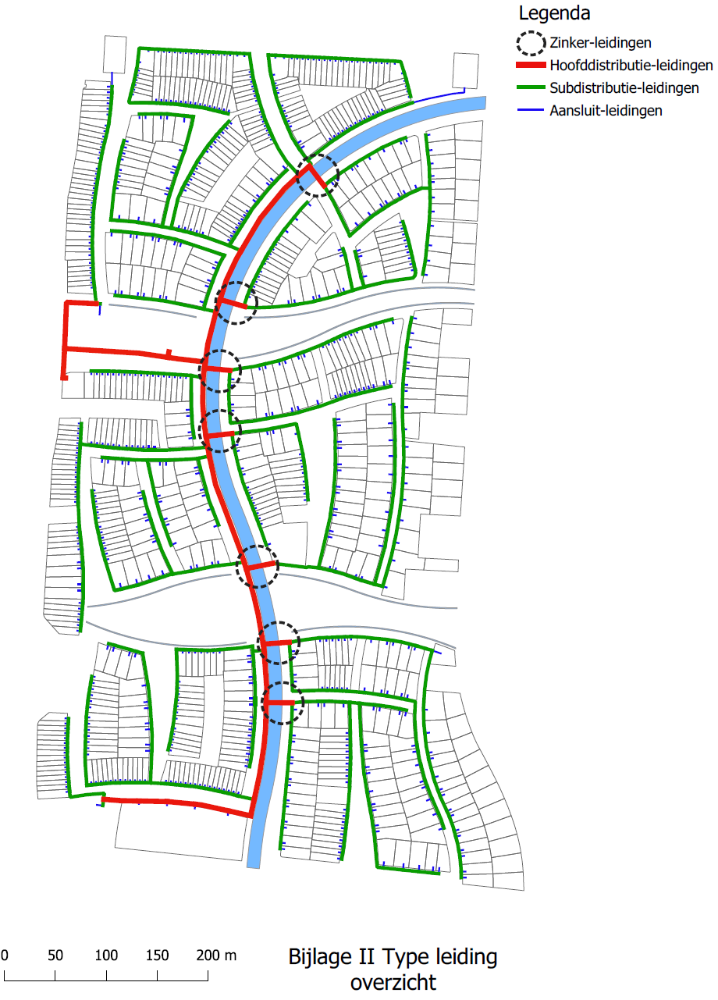 Legenda
Zinker-leidingen
Hoofddistributie-leidingen
Subdistributie-leidingen
Aansluit-leidingen
0 50 100 150 200 m
Bijlage II Type leiding
overzicht